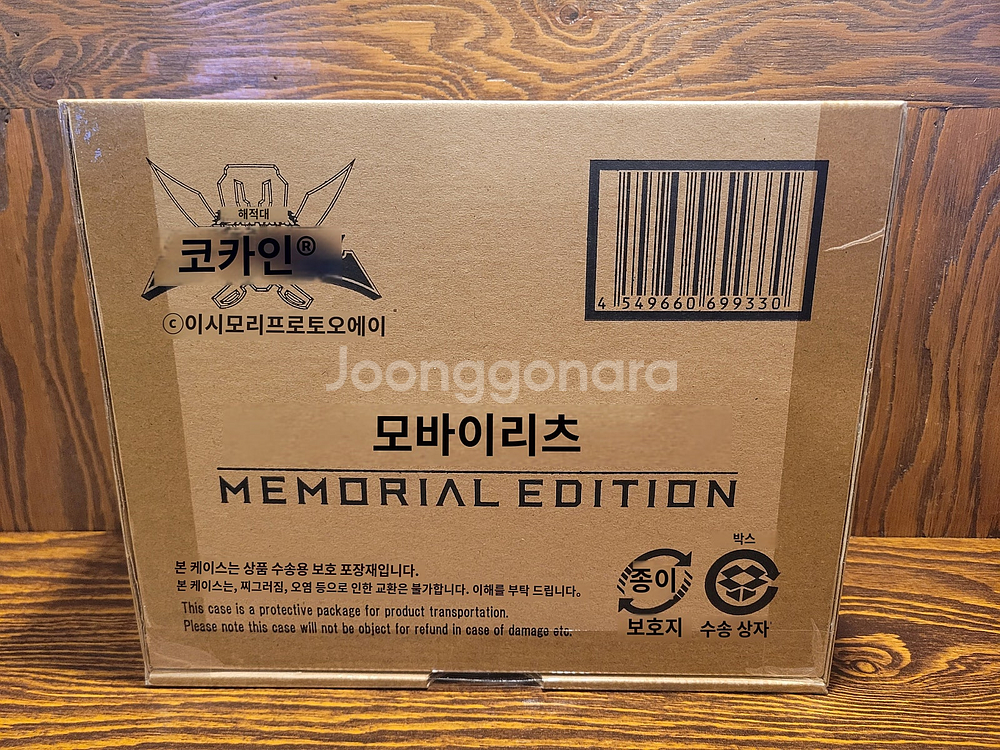 해적대
코카인®
ⓒ이시모리프로토오에이
4 549660 699330
Joonggonara
모바이리츠
MEMORIAL EDITION
본 케이스는 상품 수송용 보호 포장재입니다.
본 케이스는, 찌그러짐, 오염 등으로 인한 교환은 불가합니다. 이해를 부탁 드립니다.
This case is a protective package for product transportation.
Please note this case will not be object for refund in case of damage etc.
종이
보호지
박스
수송 상자